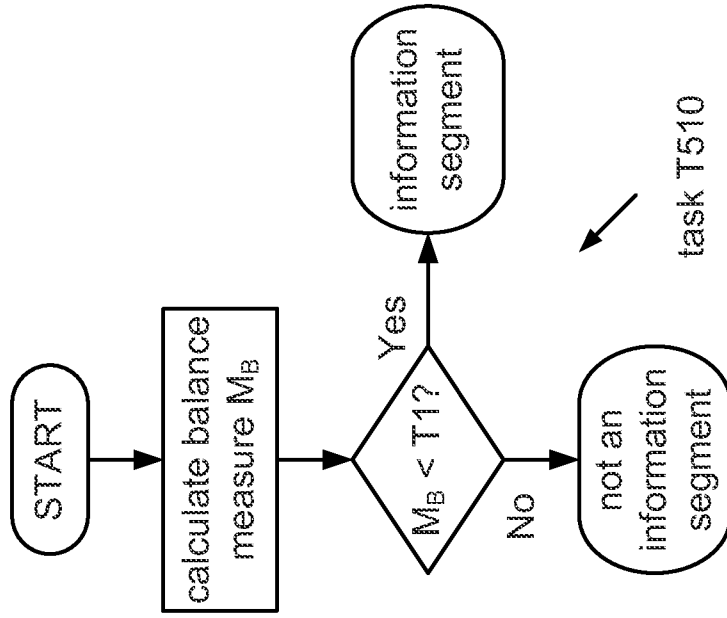 START
calculate balance
measure M_B
M_B < T1?
Yes
information
segment
No
not an
information
segment
task T510